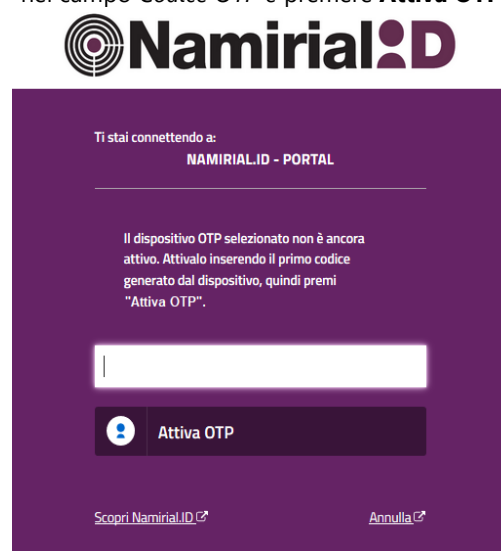 nel campo Codice OTP e premere Attiva OTP
Namirial:D
Ti stai connettendo a:
NAMIRIAL.ID - PORTAL
Il dispositivo OTP selezionato non è ancora
attivo. Attivalo inserendo il primo codice
generato dal dispositivo, quindi premi
"Attiva OTP".
Attiva OTP
Scopri Namirial.ID
Annulla